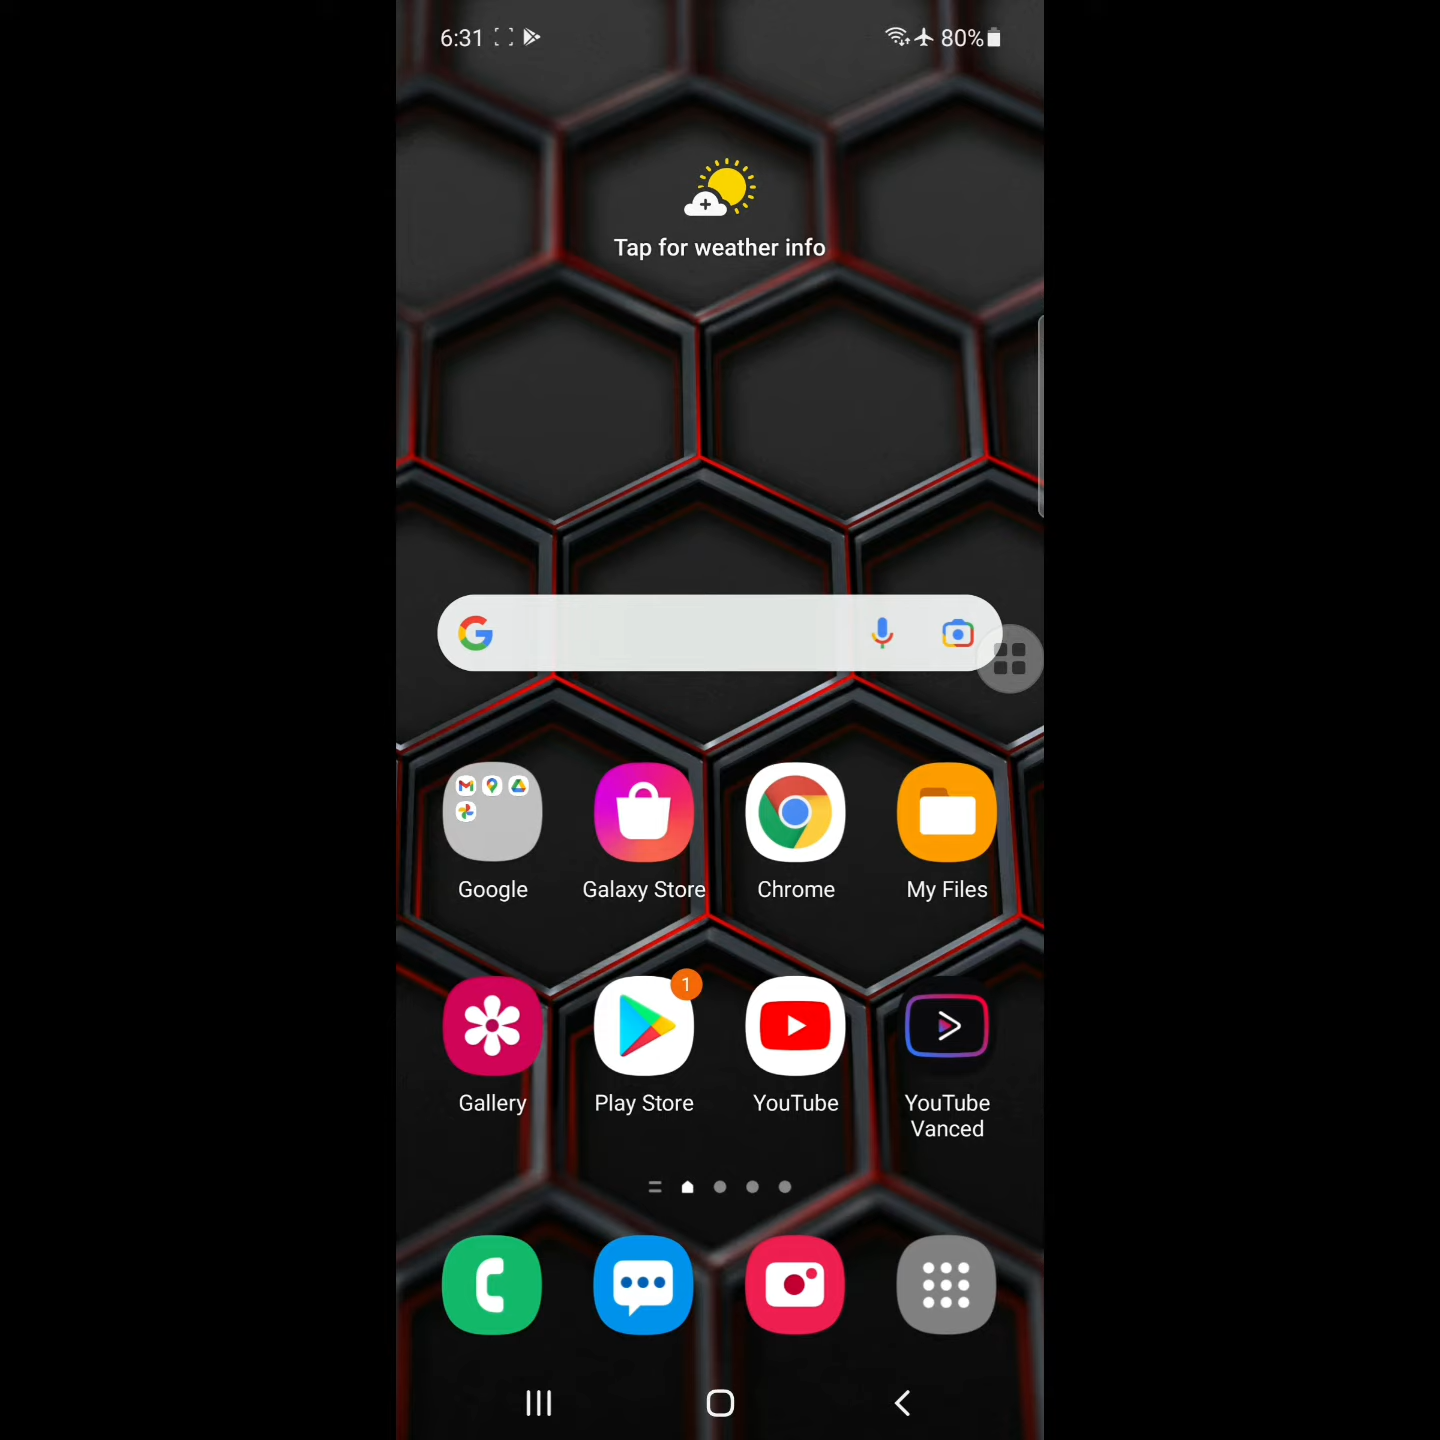 6:31 80%
Tap for weather info
Google Galaxy Store Chrome My Files
1
Gallery Play Store YouTube YouTube
Vanced